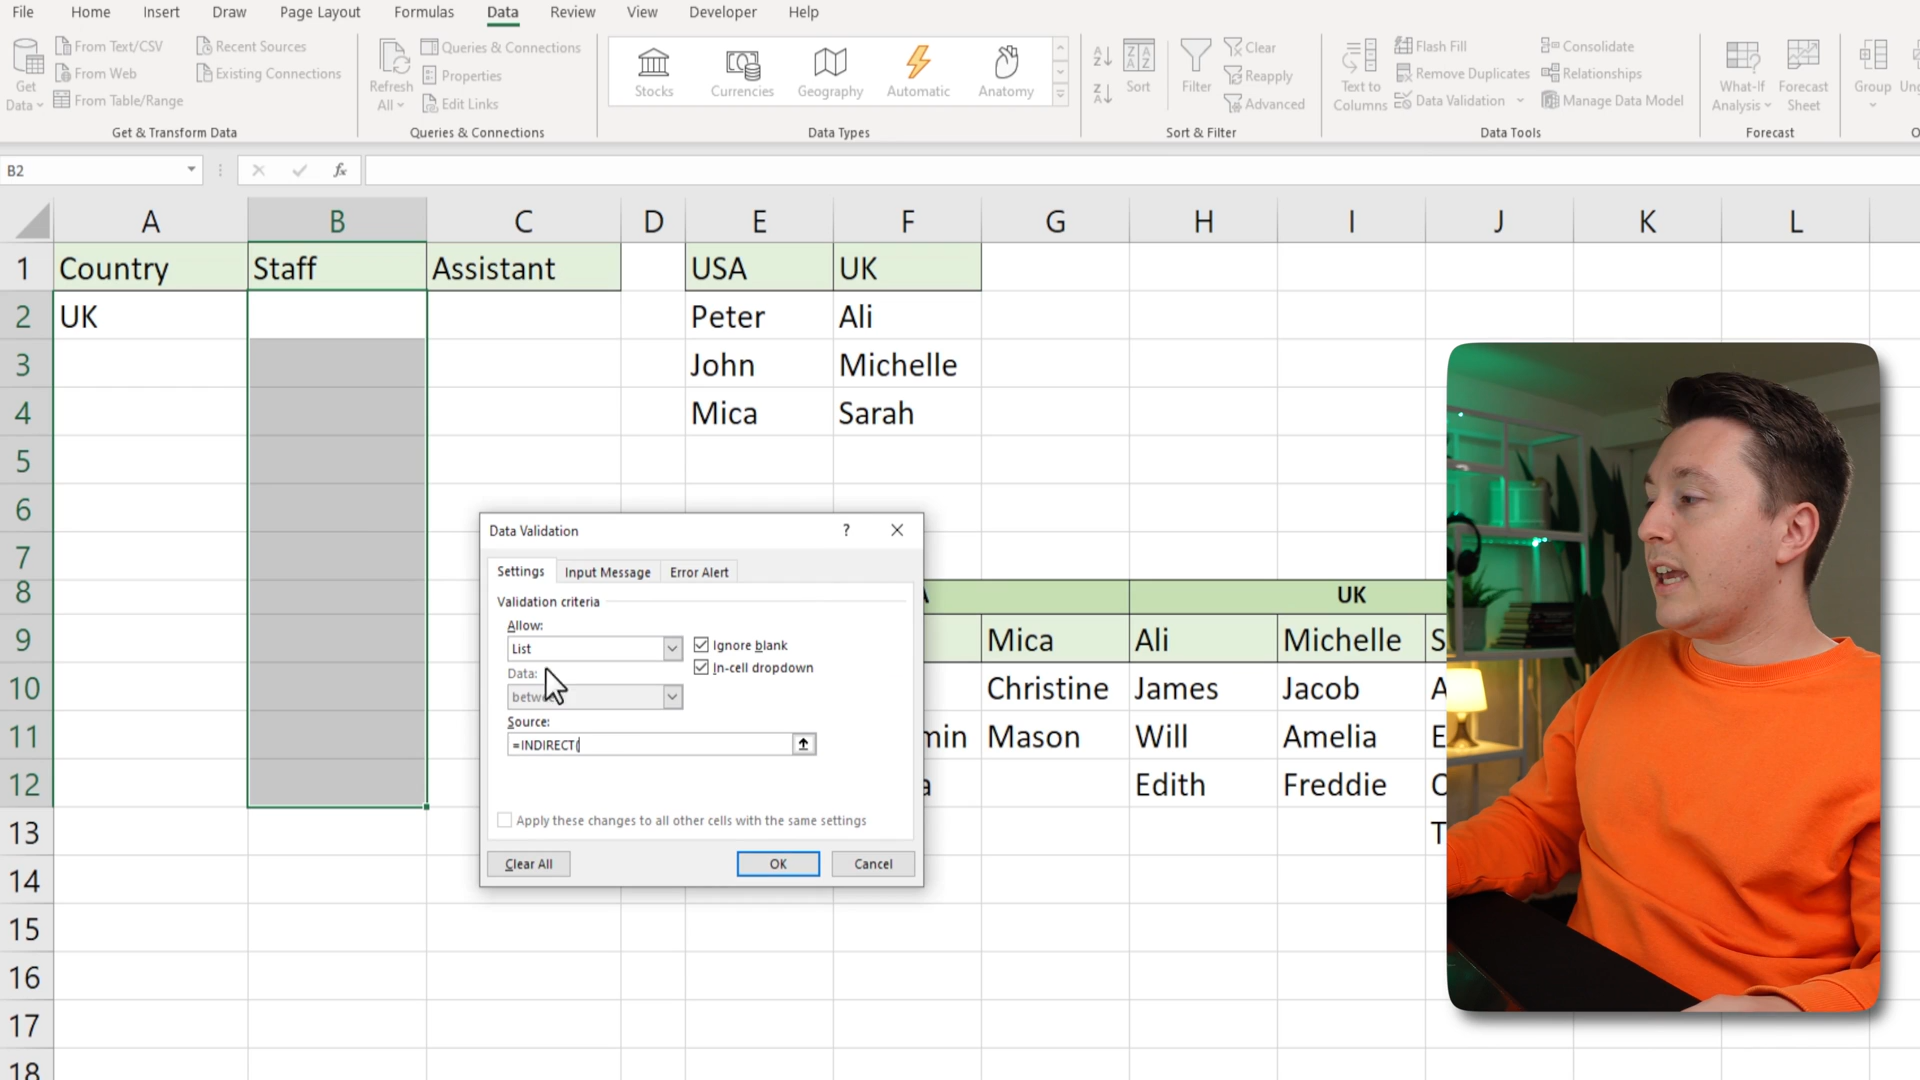 File Home Insert Draw Page Layout Formulas Data Review View Developer Help
From Text/CSV Recent Sources Queries & Connections Clear Flash Fill Consolidate
From Web Existing Connections Properties Reapply Remove Duplicates Relationships
From Table/Range Edit Links Advanced Data Validation Manage Data Model
Get Data Refresh All Stocks Currencies Geography Automatic Anatomy Sort Filter Text to Columns What-If Analysis Forecast Sheet Group
Get & Transform Data Queries & Connections Data Types Sort & Filter Data Tools Forecast
B2 fx
A B C D E F G H I J K L
1 Country Staff Assistant USA UK
2 UK Peter Ali
3 John Michelle
4 Mica Sarah
5
6
7
8 UK
9 Mica Ali Michelle S
10 Christine James Jacob A
11 min Mason Will Amelia E
12 a Edith Freddie
13 T
14
15
16
17
18
Data Validation ?
Settings Input Message Error Alert
Validation criteria
Allow:
List Ignore blank
Data: In-cell dropdown
Source:
=INDIRECT(
Apply these changes to all other cells with the same settings
Clear All OK Cancel